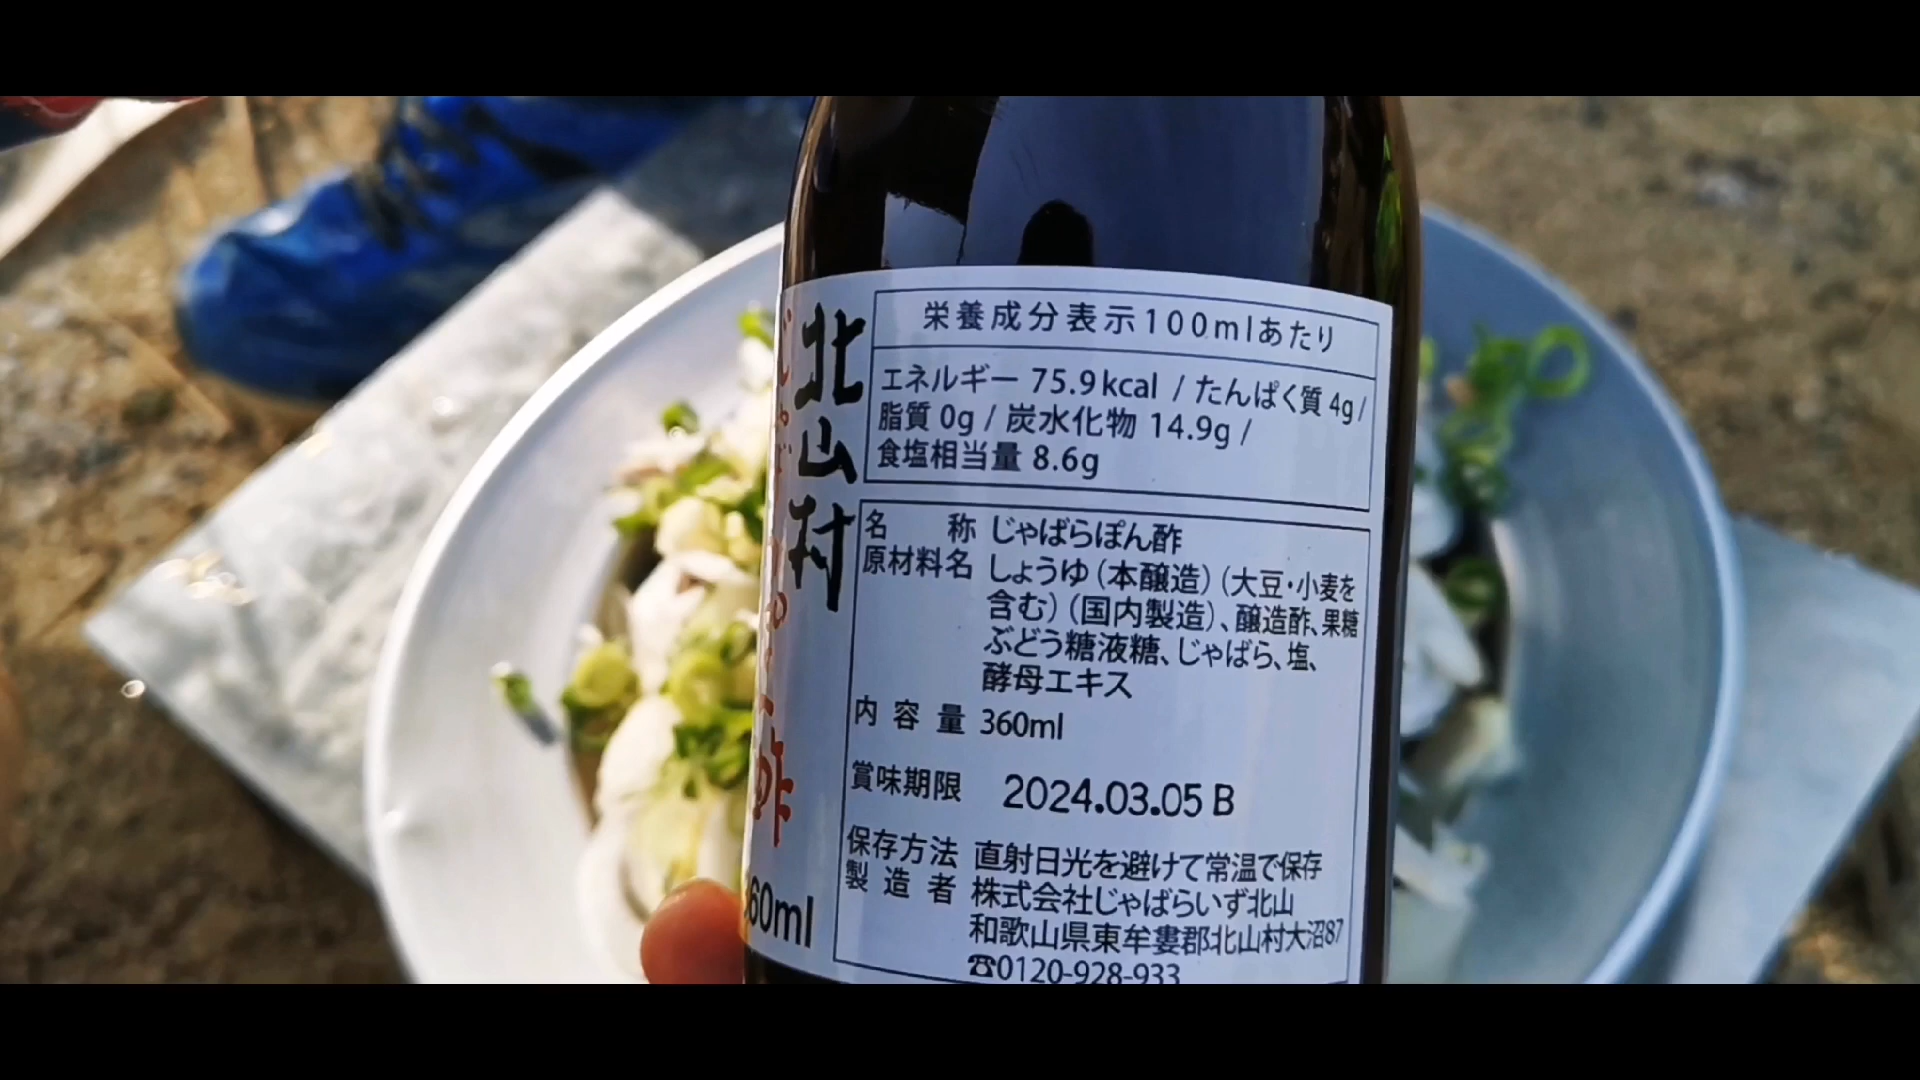 北山村
酢
360ml
栄養成分表示100mlあたり
エネルギー 75.9kcal / たんぱく質 4g/
脂質 0g / 炭水化物 14.9g /
食塩相当量 8.6g
名 称 じゃばらぽん酢
原材料名 しょうゆ(本醸造)(大豆・小麦を
含む)(国内製造)、醸造酢、果糖
ぶどう糖液糖、じゃばら、塩、
酵母エキス
内容量 360ml
賞味期限 2024.03.05 B
保存方法 直射日光を避けて常温で保存
製造者 株式会社じゃばらいず北山
和歌山県東牟婁郡北山村大沼87
☎0120-928-933